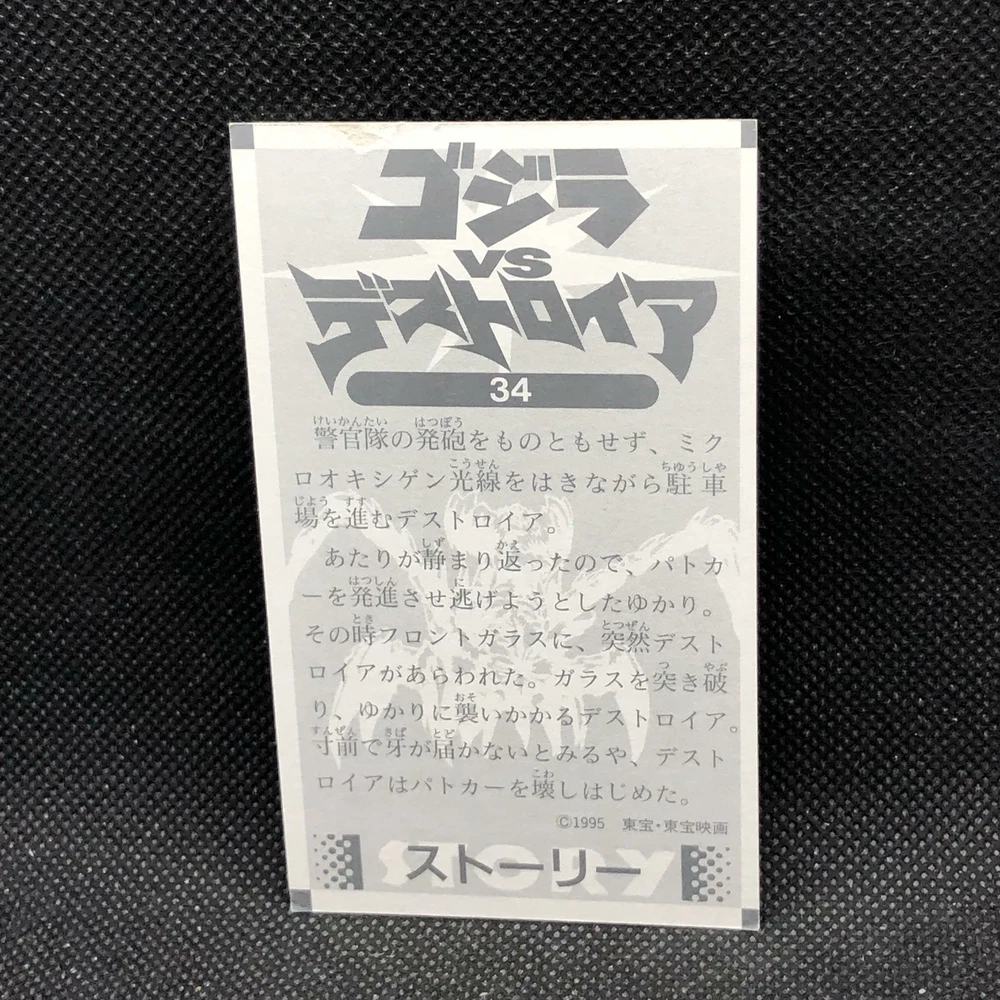 ゴジラ
VS
デストロイア
34
警官隊の発砲をものともせず、ミク
ロオキシゲン光線をはきながら駐車
場を進むデストロイア。
あたりが静まり返ったので、パトカ
ーを発進させ逃げようとしたゆかり。
その時フロントガラスに、突然デスト
ロイアがあらわれた。ガラスを突き破
り、ゆかりに襲いかかるデストロイア。
寸前で牙が届かないとみるや、デスト
ロイアはパトカーを壊しはじめた。
©1995 東宝・東宝映画
ストーリー